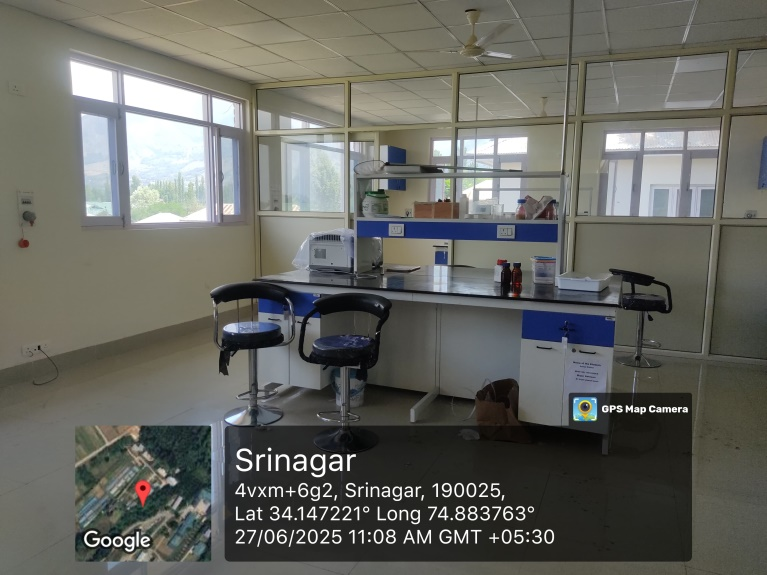 GPS Map Camera
Google
Srinagar
4vxm+6g2, Srinagar, 190025,
Lat 34.147221° Long 74.883763°
27/06/2025 11:08 AM GMT +05:30